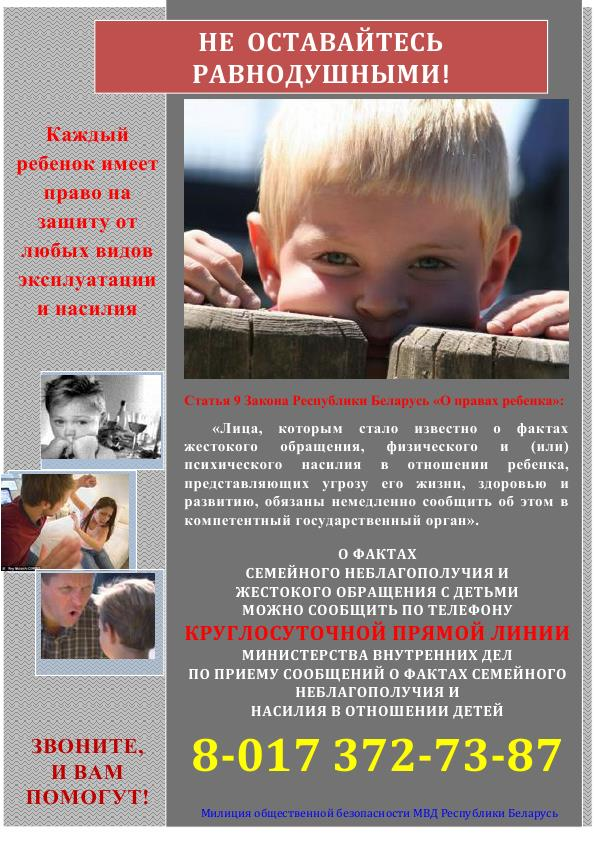 НЕ ОСТАВАЙТЕСЬ
РАВНОДУШНЫМИ!
Каждый
ребенок имеет
право на
защиту от
любых видов
эксплуатации
и насилия
Статья 9 Закона Республики Беларусь «О правах ребенка»:
«Лица, которым стало известно о фактах
жестокого обращения, физического и (или)
психического насилия в отношении ребенка,
представляющих угрозу его жизни, здоровью и
развитию, обязаны немедленно сообщить об этом в
компетентный государственный орган».
О ФАКТАХ
СЕМЕЙНОГО НЕБЛАГОПОЛУЧИЯ И
ЖЕСТОКОГО ОБРАЩЕНИЯ С ДЕТЬМИ
МОЖНО СООБЩИТЬ ПО ТЕЛЕФОНУ
КРУГЛОСУТОЧНОЙ ПРЯМОЙ ЛИНИИ
МИНИСТЕРСТВА ВНУТРЕННИХ ДЕЛ
ПО ПРИЕМУ СООБЩЕНИЙ О ФАКТАХ СЕМЕЙНОГО
НЕБЛАГОПОЛУЧИЯ И
НАСИЛИЯ В ОТНОШЕНИИ ДЕТЕЙ
8-017 372-73-87
ЗВОНИТЕ,
И ВАМ
ПОМОГУТ!
Милиция общественной безопасности МВД Республики Беларусь